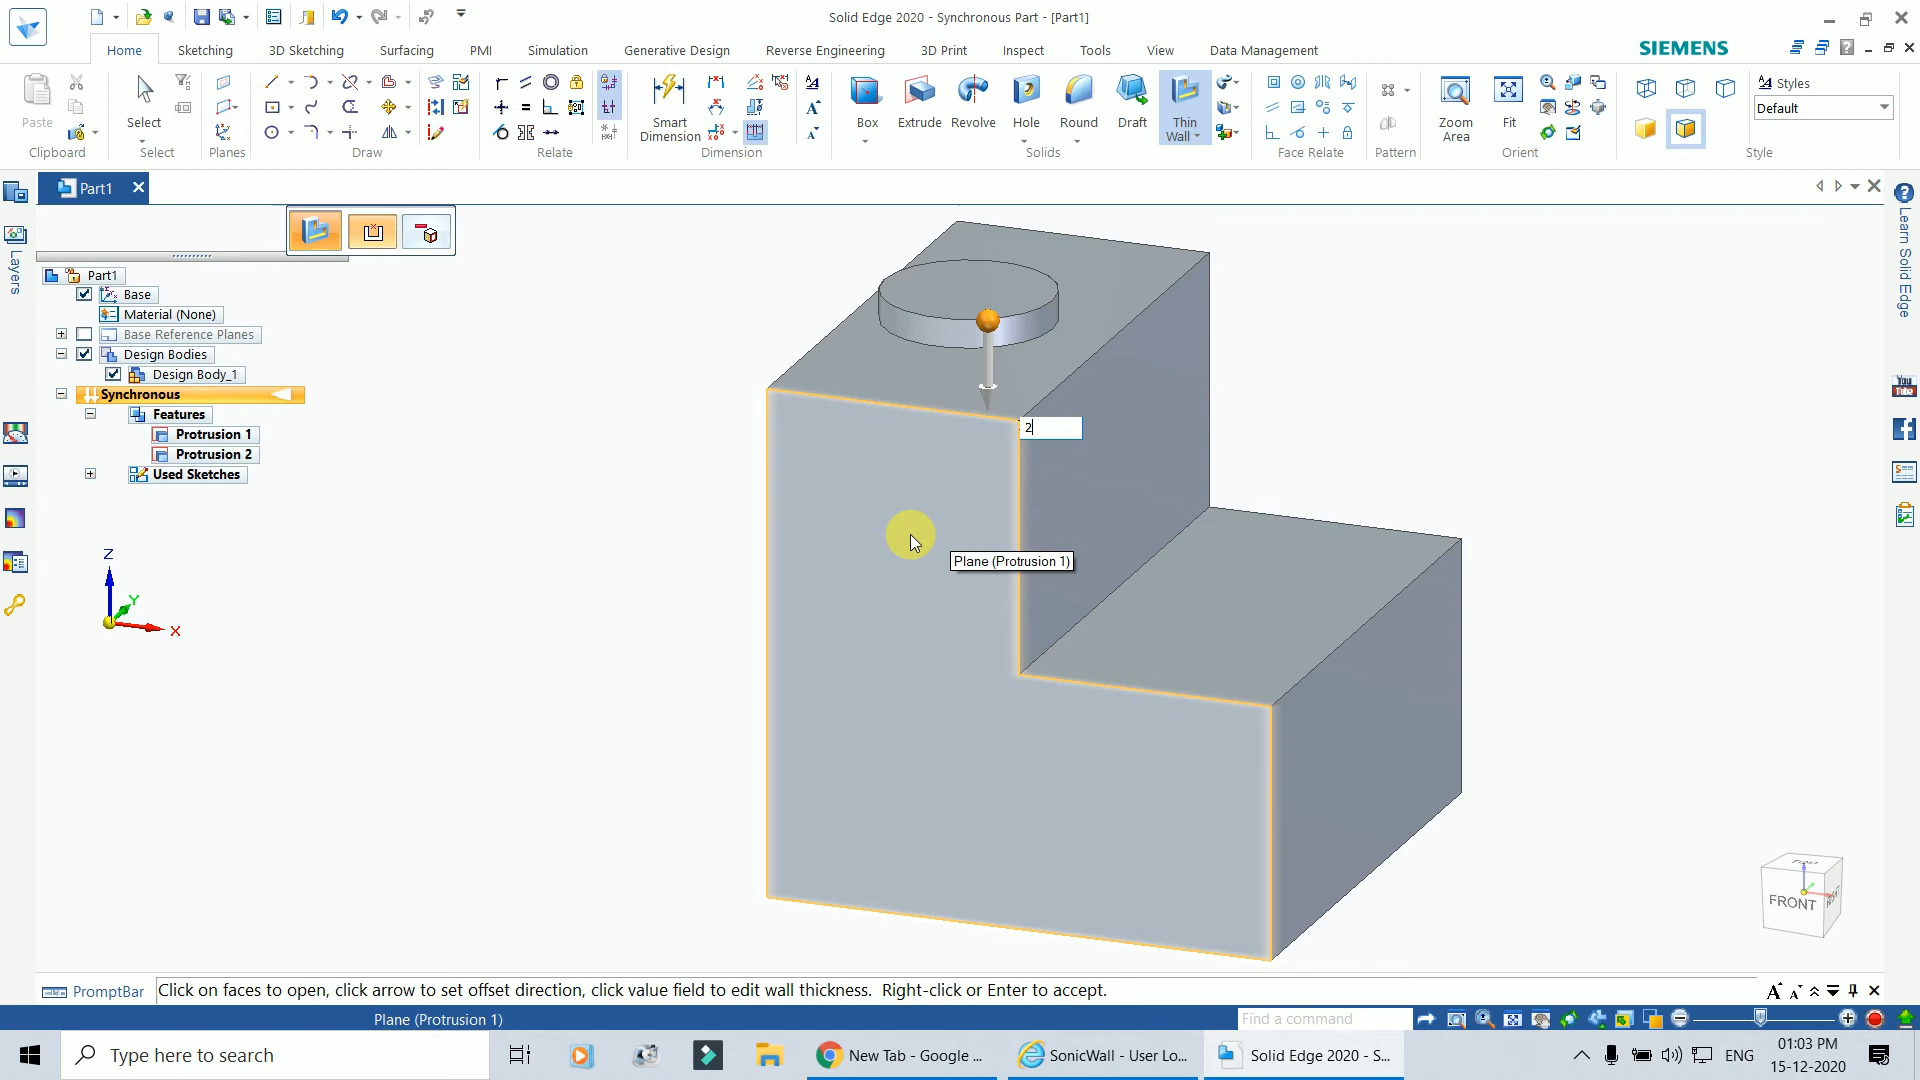 Solid Edge 2020 - Synchronous Part - [Part1]
Home Sketching 3D Sketching Surfacing PMI Simulation Generative Design Reverse Engineering 3D Print Inspect Tools View Data Management
SIEMENS
Paste
Clipboard
Select
Select
Planes
Draw
Relate
Smart Dimension
Dimension
Box Extrude Revolve Hole Round Draft Thin Wall
Solids
Face Relate
Pattern
Zoom Area
Fit
Orient
Styles
Default
Style
Part1
Layers
Learn Solid Edge
Part1
Base
Material (None)
Base Reference Planes
Design Bodies
Design Body_1
Synchronous
Features
Protrusion 1
Protrusion 2
Used Sketches
2
Plane (Protrusion 1)
Z
Y
X
FRONT
You
Tube
PromptBar
Click on faces to open, click arrow to set offset direction, click value field to edit wall thickness. Right-click or Enter to accept.
Plane (Protrusion 1)
Find a command
Type here to search
New Tab - Google ...
SonicWall - User Lo...
Solid Edge 2020 - S...
ENG
01:03 PM
15-12-2020